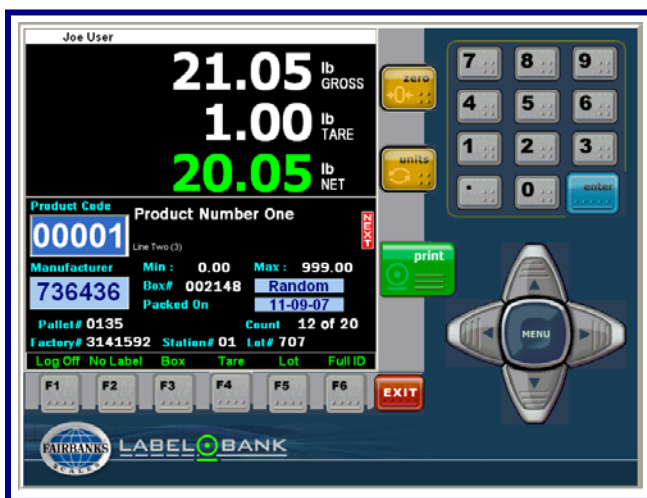 Joe User
21.05 lb GROSS
1.00 lb TARE
20.05 lb NET
Product Code
00001 Product Number One
Line Two (3)
NEXT
Manufacturer Min : 0.00 Max : 999.00
736436 Box# 002148 Random
Packed On 11-09-07
Pallet# 0135 Count 12 of 20
Factory# 3141592 Station# 01 Lot# 707
Log Off No Label Box Tare Lot Full ID
F1 F2 F3 F4 F5 F6 EXIT
zero
→0←
units
print
7 8 9
4 5 6
1 2 3
. 0 enter
MENU
FAIRBANKS
SCALES
LABEL BANK